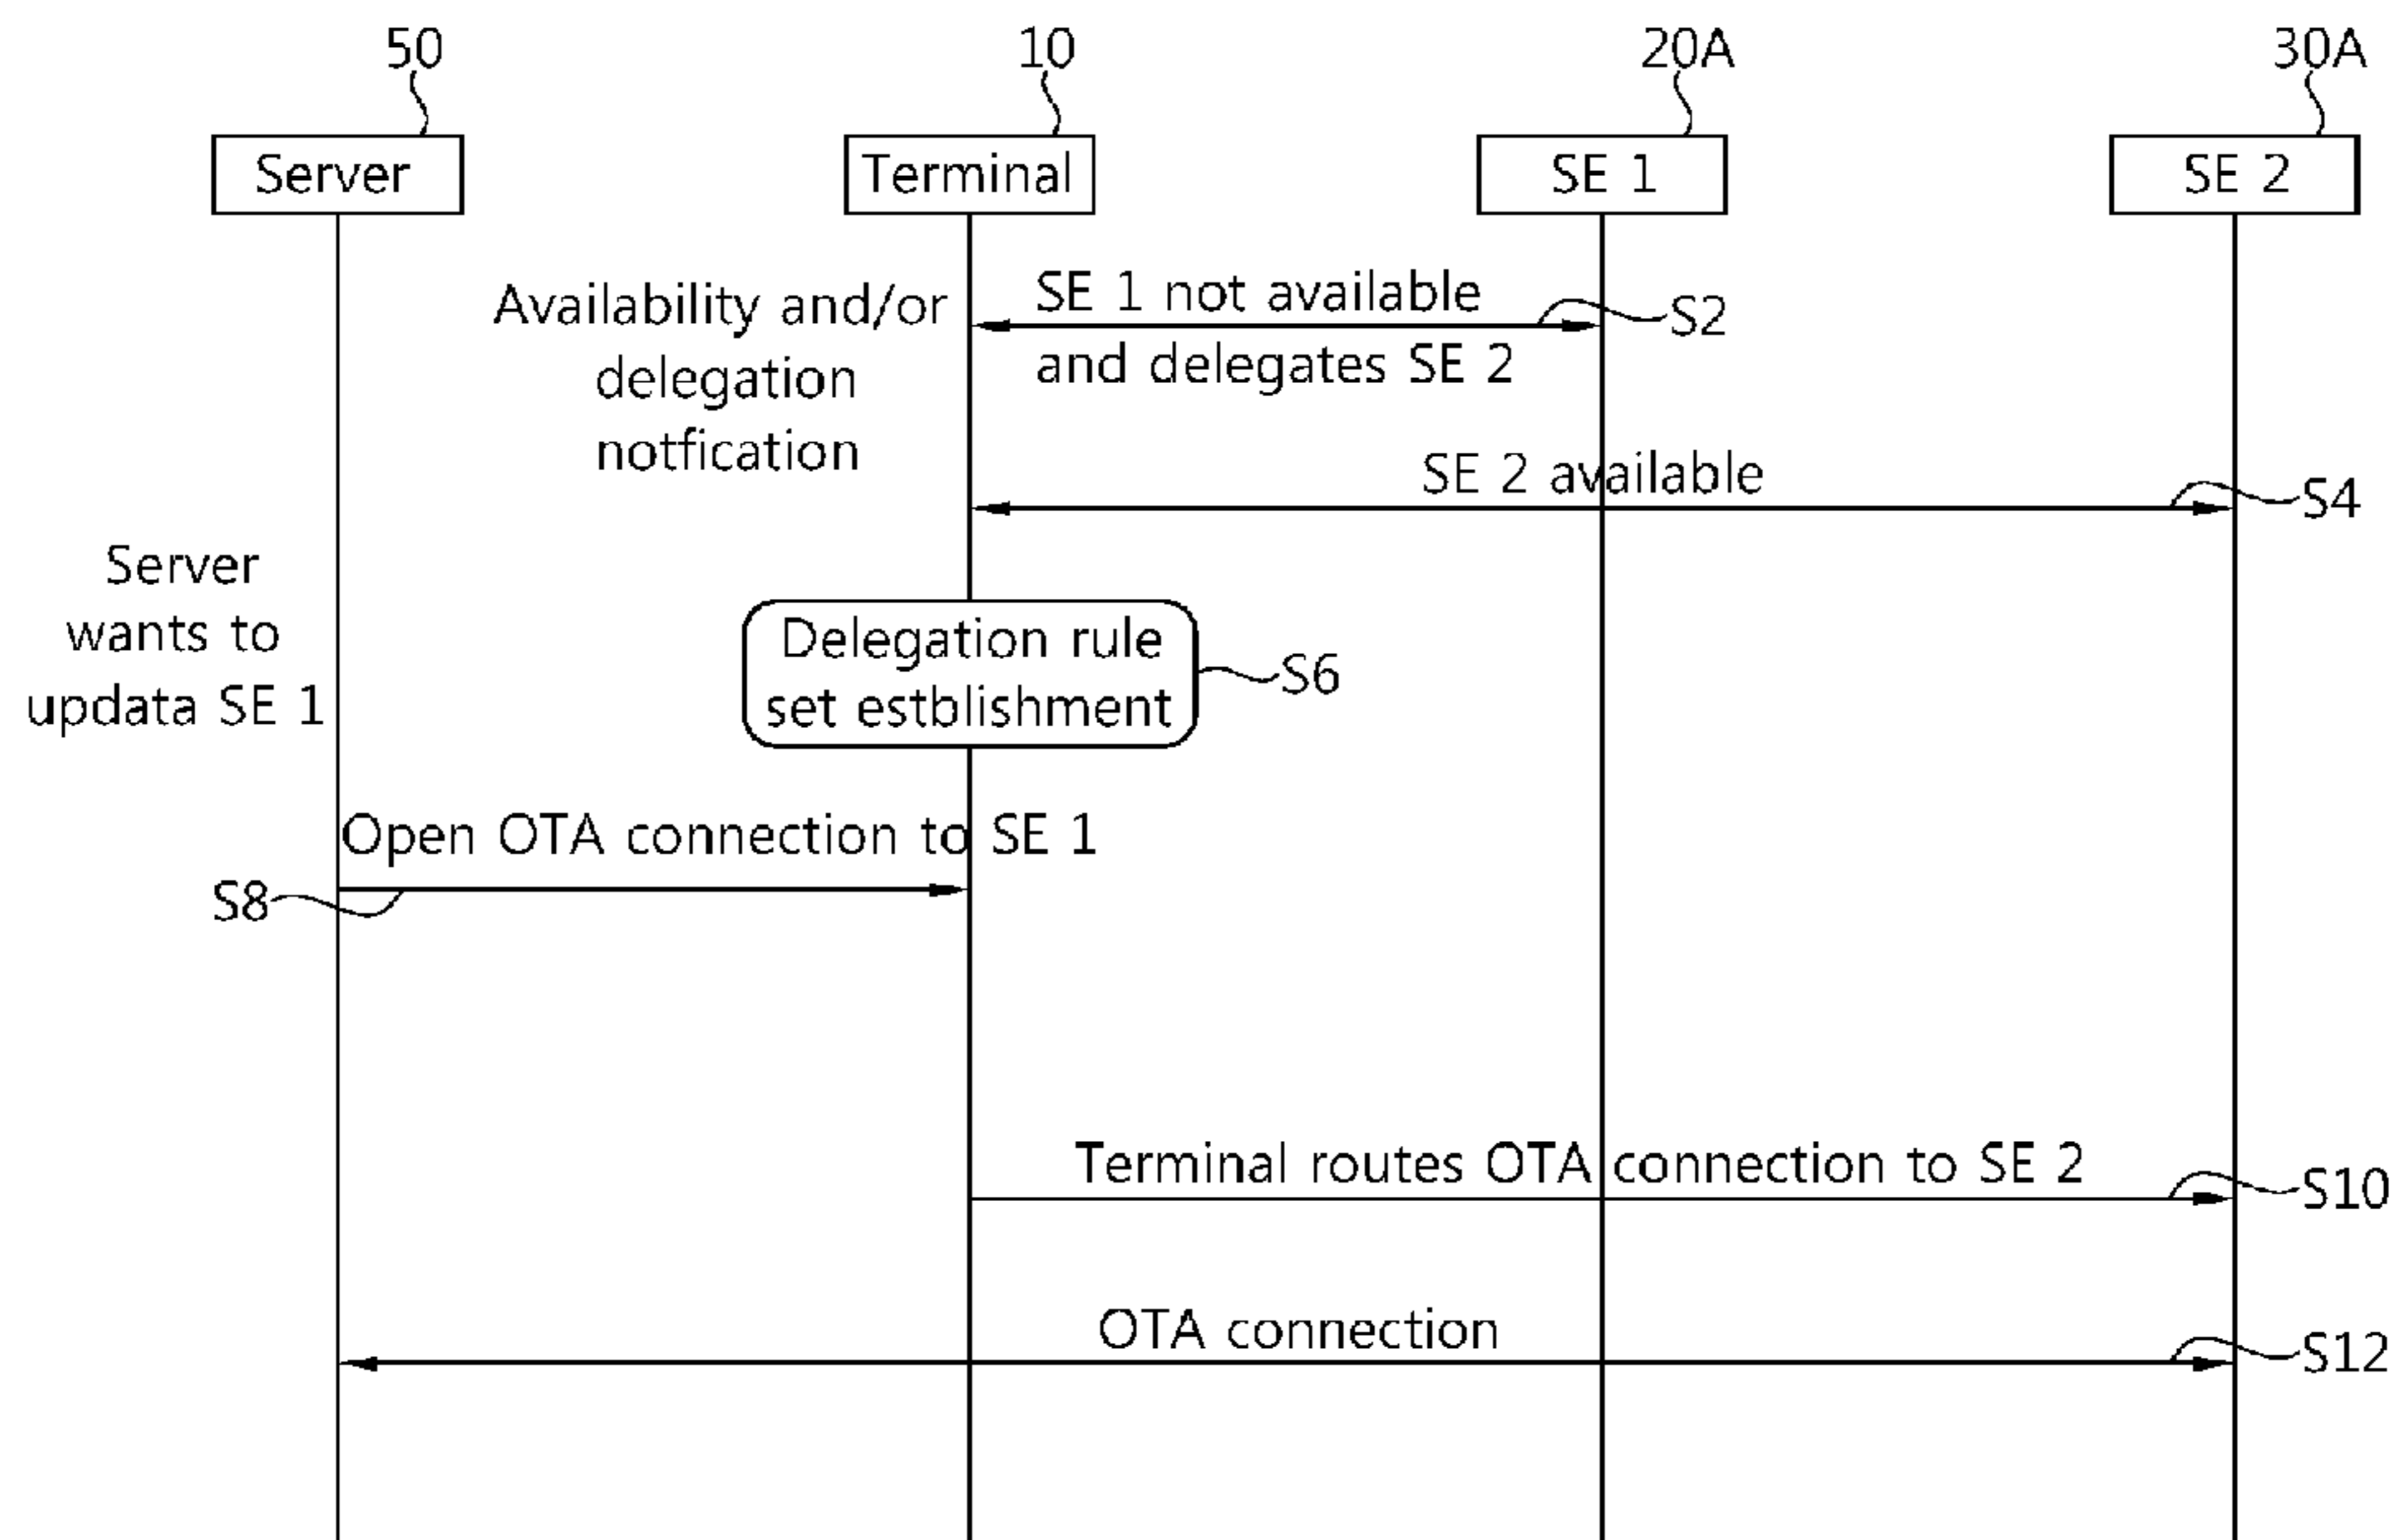 50
10
20A
30A
Server
Terminal
SE 1
SE 2
Availability and/or
delegation
notfication
SE 1 not available
and delegates SE 2
S2
SE 2 available
S4
Server
wants to
updata SE 1
Delegation rule
set estblishment
S6
Open OTA connection to SE 1
S8
Terminal routes OTA connection to SE 2
S10
OTA connection
S12